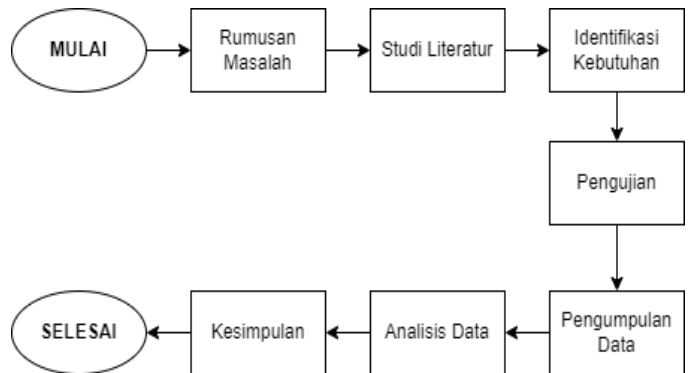 MULAI
Rumusan
Masalah
Studi Literatur
Identifikasi
Kebutuhan
Pengujian
Pengumpulan
Data
Analisis Data
Kesimpulan
SELESAI